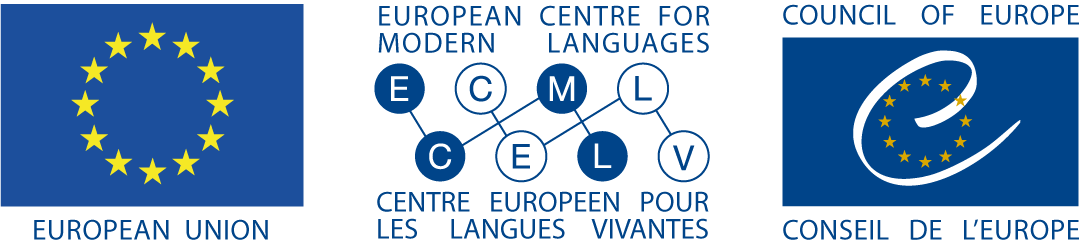 EUROPEAN UNION
EUROPEAN CENTRE FOR
MODERN LANGUAGES
E C M L
C E L V
CENTRE EUROPEEN POUR
LES LANGUES VIVANTES
COUNCIL OF EUROPE
CONSEIL DE L'EUROPE